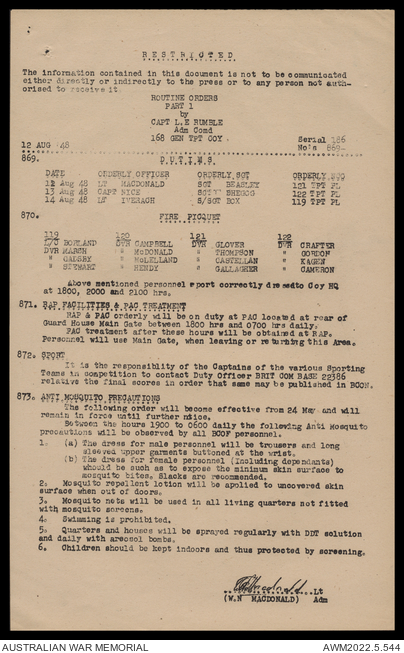 RESTRICTED
The information contained in this document is not to be communicated
either directly or indirectly to the press or to any person not auth-
orised to receive it.
ROUTINE ORDERS
PART 1
by
CAPT L.E RUMBLE
Adm Comd
168 GEN TPT COY
Serial 186
12 AUG 48
No's 869-
869. DUTIES
DATE ORDERLY OFFICER ORDERLY SGT ORDERLY
12 Aug 48 LT MACDONALD SGT BEASLEY 121 TPT PL
13 Aug 48 CAPT NICE SGT SHEHOG 122 TPT PL
14 Aug 48 LT IVERACH S/SGT BOX 119 TPT PL
870. FIRE PICQUET
119 120 121 122
L/C BORLAND DVR CAMPBELL DVR GLOVER DVR CRAFTER
DVR MARSH " McDONALD " THOMPSON " GORDON
" OADSBY " McLELLAND " CASTELLAN " KAGEN
" STEWART " HENDY " GALLAGHER " CAMERON
Above mentioned personnel report correctly dressed to Coy HQ
at 1800, 2000 and 2100 hrs.
871. RAP FACILITIES & PAC TREATMENT
RAP & PAC orderly will be on duty at PAC located at rear of
Guard House Main Gate between 1800 hrs and 0700 hrs daily.
PAC treatment after these hours will be obtained at RAP.
Personnel will use Main Gate, when leaving or returning this Area.
872. SPORT
It is the responsiblity of the Captains of the various Sporting
Teams in competition to contact Duty Officer BRIT COM BASE 22386
relative the final scores in order that same may be published in BCON.
873. ANTI MOSQUITO PRECAUTIONS
The following order will become effective from 24 May and will
remain in force until further ntice.
Between the hours 1900 to 0600 daily the following Anti Mosquito
precautions will be observed by all BCOF personnel.
1. (a) The dress for male personnel will be trousers and long
sleeved upper garments buttoned at the wrist.
(b) The dress for female personnel (Including dependants)
should be such as to expose the minimum skin surface to
mosquito bites. Slacks are recommended.
2. Mosquito repellent lotion will be applied to uncovered skin
surface when out of doors.
3. Mosquito nets will be used in all living quarters not fitted
with mosquito screens.
4. Swimming is prohibited.
5. Quarters and houses will be sprayed regularly with DDT solution
and daily with areosol bombs.
6. Children should be kept indoors and thus protected by screening.
Macdonald Lt
(W.N MACDONALD) Adm
AUSTRALIAN WAR MEMORIAL
AWM2022.5.544